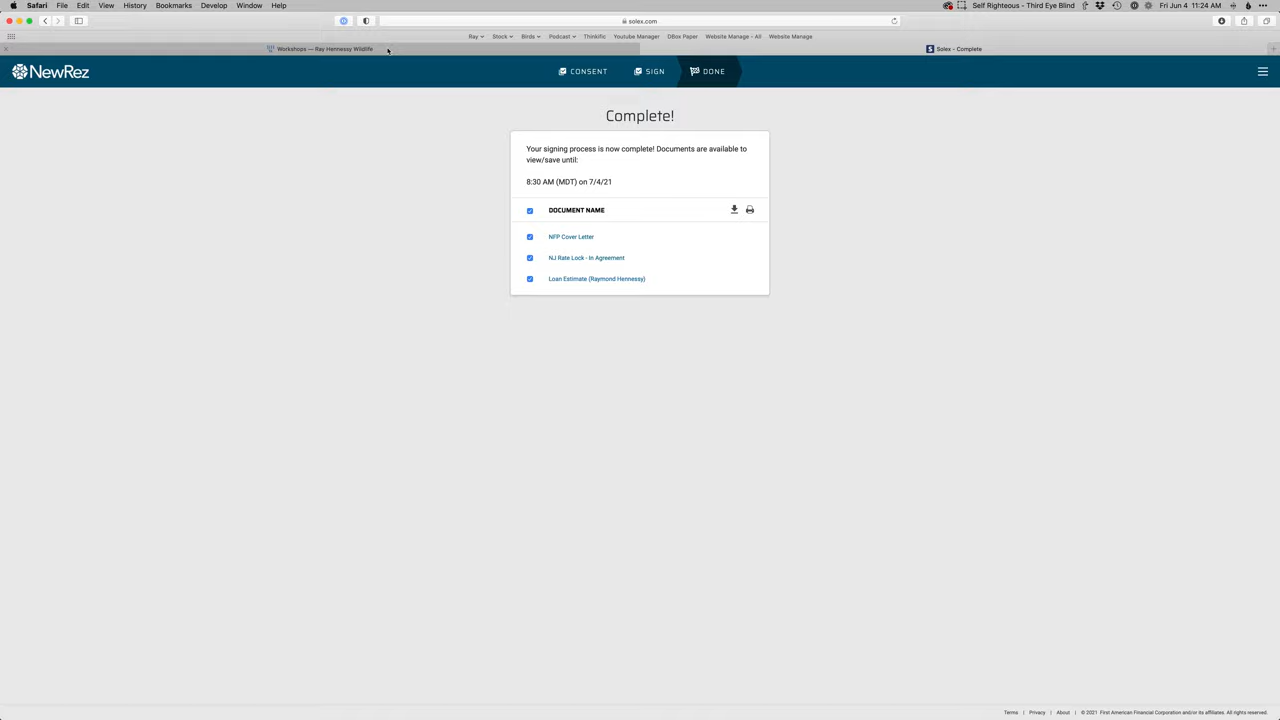 Safari File Edit View History Bookmarks Develop Window Help Self Righteous - Third Eye Blind Fri Jun 4 11:24 AM
solex.com
Ray Stock Birds Podcast Thinkific Youtube Manager DBox Paper Website Manage - All Website Manage
Workshops — Ray Hennessy Wildlife Solex - Complete
NewRez CONSENT SIGN DONE
Complete!
Your signing process is now complete! Documents are available to
view/save until:
8:30 AM (MDT) on 7/4/21
DOCUMENT NAME
NFP Cover Letter
NJ Rate Lock - In Agreement
Loan Estimate (Raymond Hennessy)
Terms | Privacy | About | © 2021 First American Financial Corporation and/or its affiliates. All rights reserved.